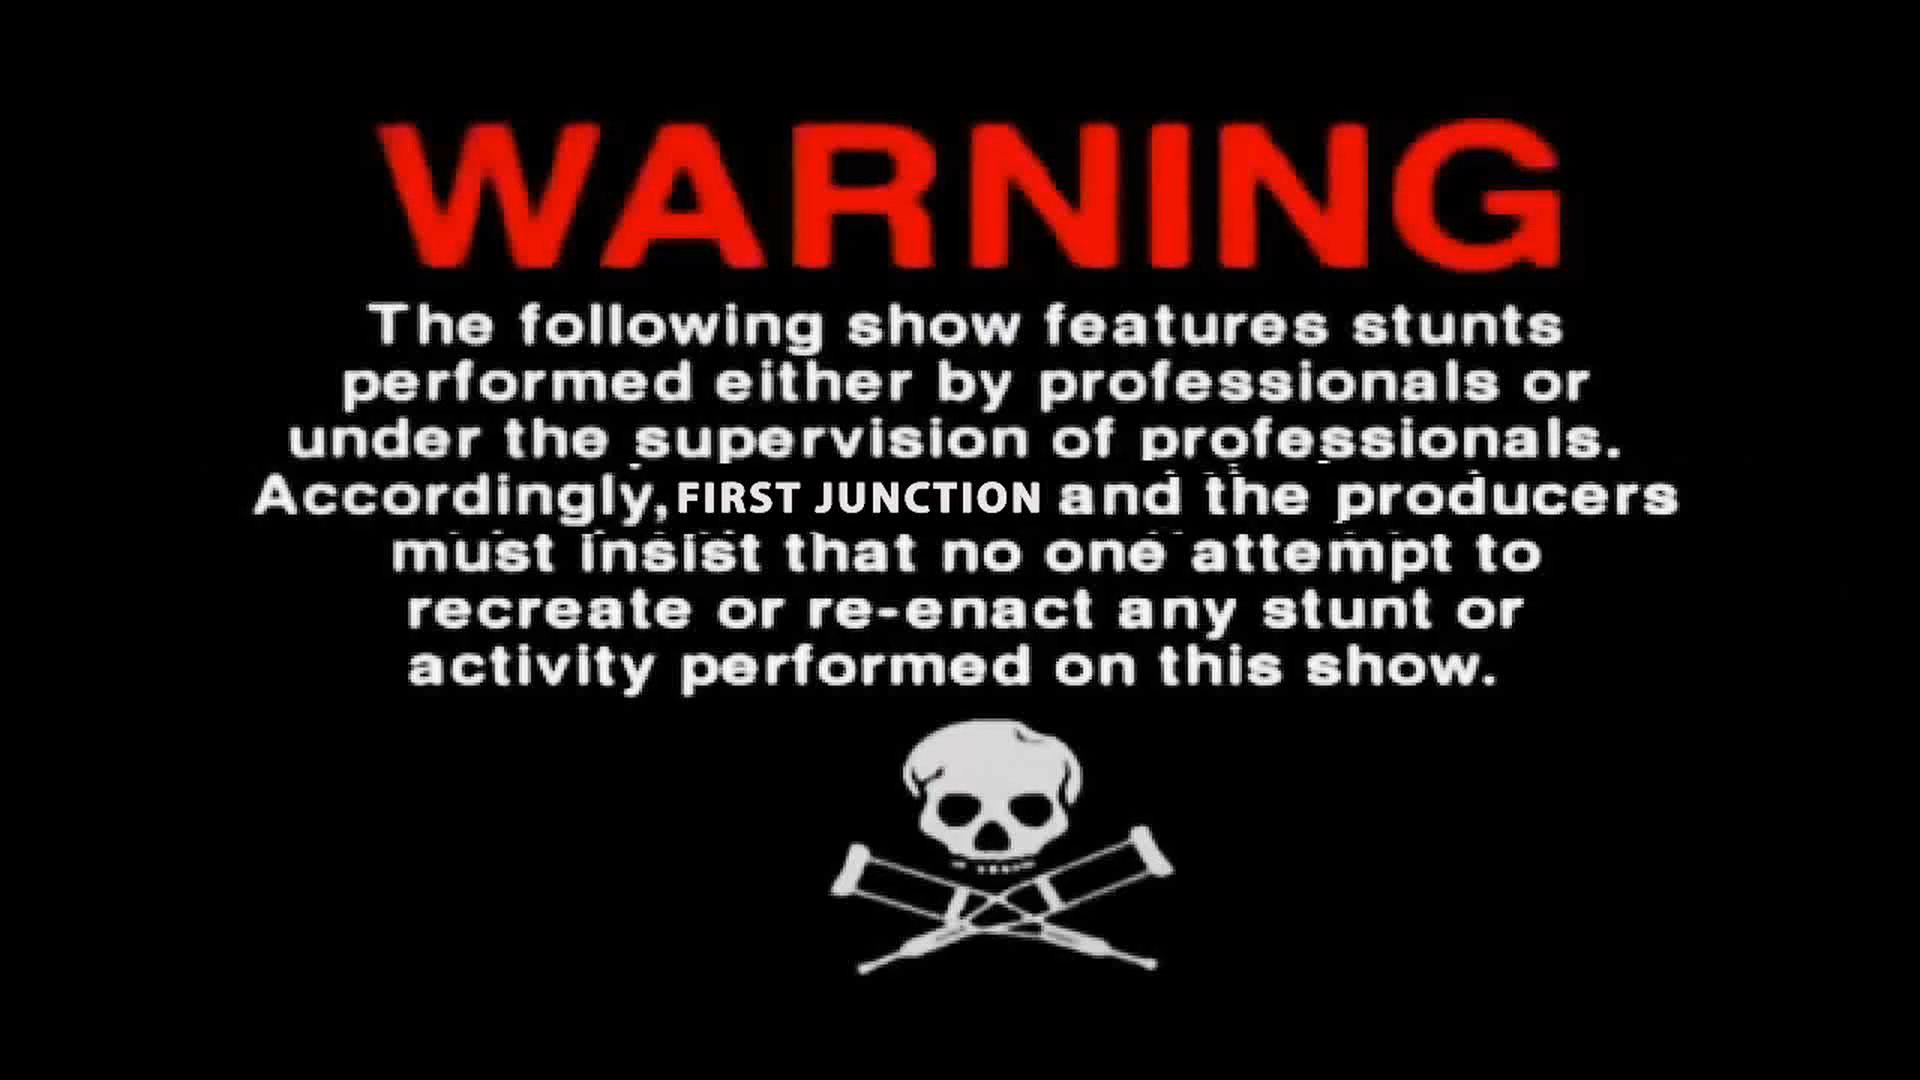 WARNING
The following show features stunts
performed either by professionals or
under the supervision of professionals.
Accordingly, FIRST JUNCTION and the producers
must insist that no one attempt to
recreate or re-enact any stunt or
activity performed on this show.